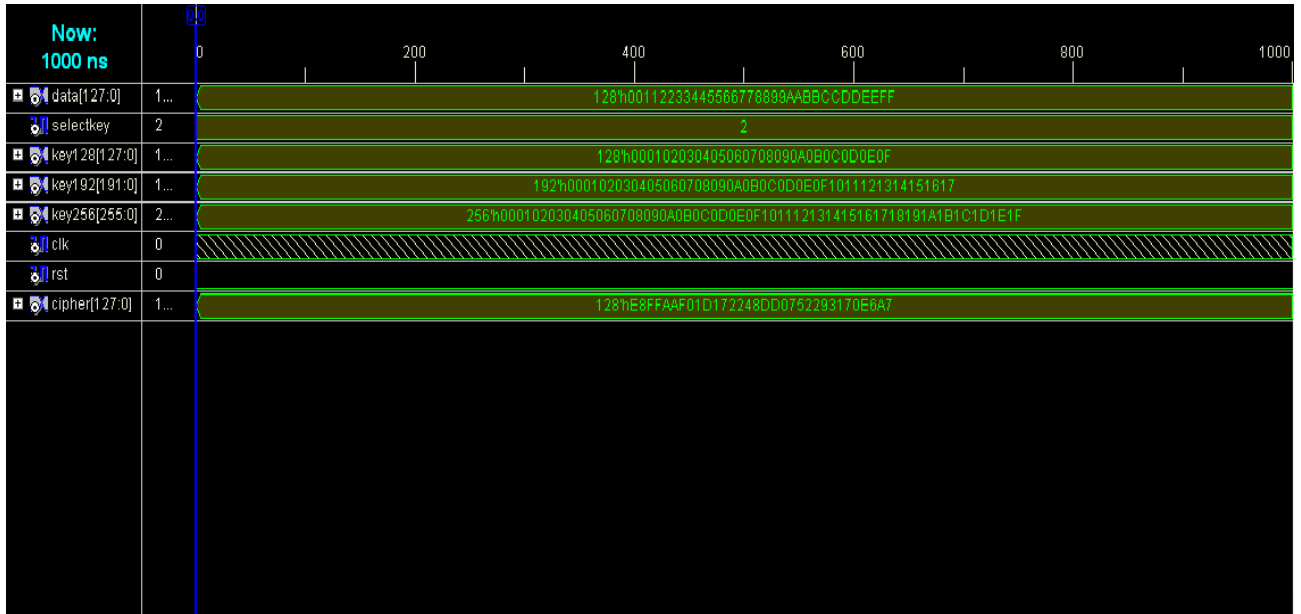 0.0
Now:
1000 ns
0 200 400 600 800 1000
data[127:0] 1... 128'h00112233445566778899AABBCCDDEEFF
selectkey 2 2
key128[127:0] 1... 128'h000102030405060708090A0B0C0D0E0F
key192[191:0] 1... 192'h000102030405060708090A0B0C0D0E0F1011121314151617
key256[255:0] 2... 256'h000102030405060708090A0B0C0D0E0F101112131415161718191A1B1C1D1E1F
clk 0
rst 0
cipher[127:0] 1... 128'hE8FFAAF01D172248DD0752293170E6A7